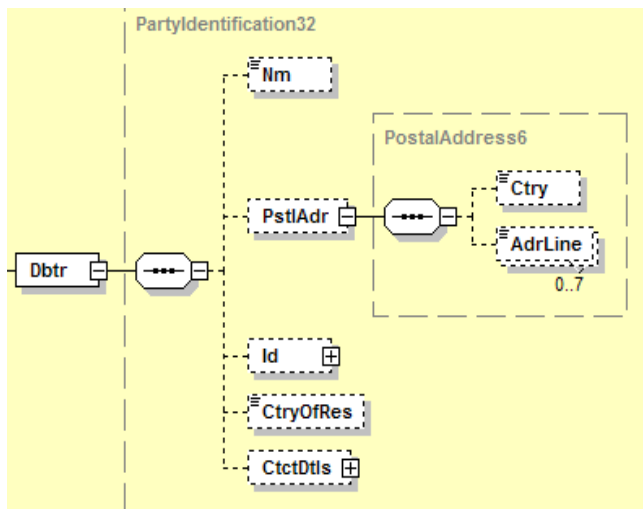 PartyIdentification32
Nm
PostalAddress6
Ctry
PstlAdr
AdrLine
0..7
Dbtr
Id
CtryOfRes
CtctDtls